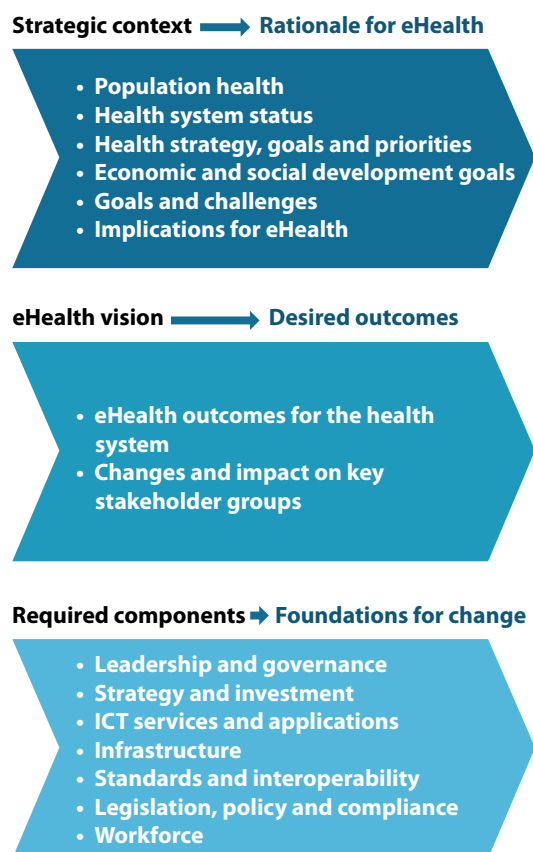 Strategic context → Rationale for eHealth
• Population health
• Health system status
• Health strategy, goals and priorities
• Economic and social development goals
• Goals and challenges
• Implications for eHealth
eHealth vision → Desired outcomes
• eHealth outcomes for the health
system
• Changes and impact on key
stakeholder groups
Required components → Foundations for change
• Leadership and governance
• Strategy and investment
• ICT services and applications
• Infrastructure
• Standards and interoperability
• Legislation, policy and compliance
• Workforce